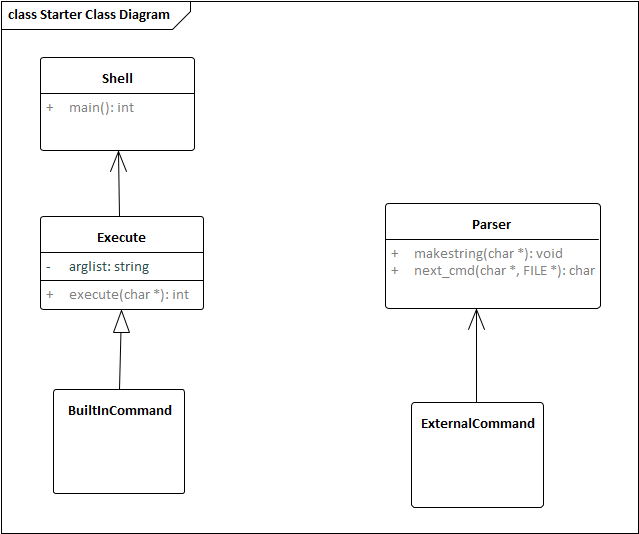 class Starter Class Diagram
Shell
+ main(): int
Execute
- arglist: string
+ execute(char *): int
BuiltInCommand
Parser
+ makestring(char *): void
+ next_cmd(char *, FILE *): char
ExternalCommand